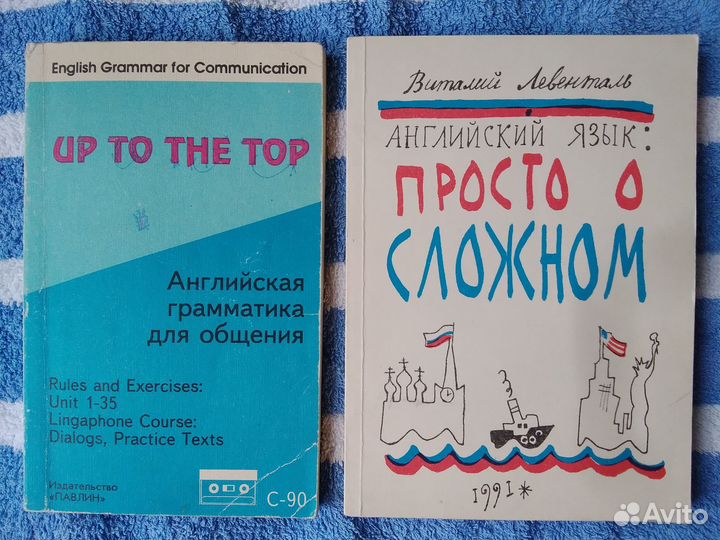 English Grammar for Communication
UP TO THE TOP
Английская
грамматика
для общения
Rules and Exercises:
Unit 1-35
Lingaphone Course:
Dialogs, Practice Texts
Издательство
«ПАВЛИН»
C-90
Виталий Левенталь
АНГЛИЙСКИЙ ЯЗЫК:
ПРОСТО О
СЛОЖНОМ
1991*
Avito